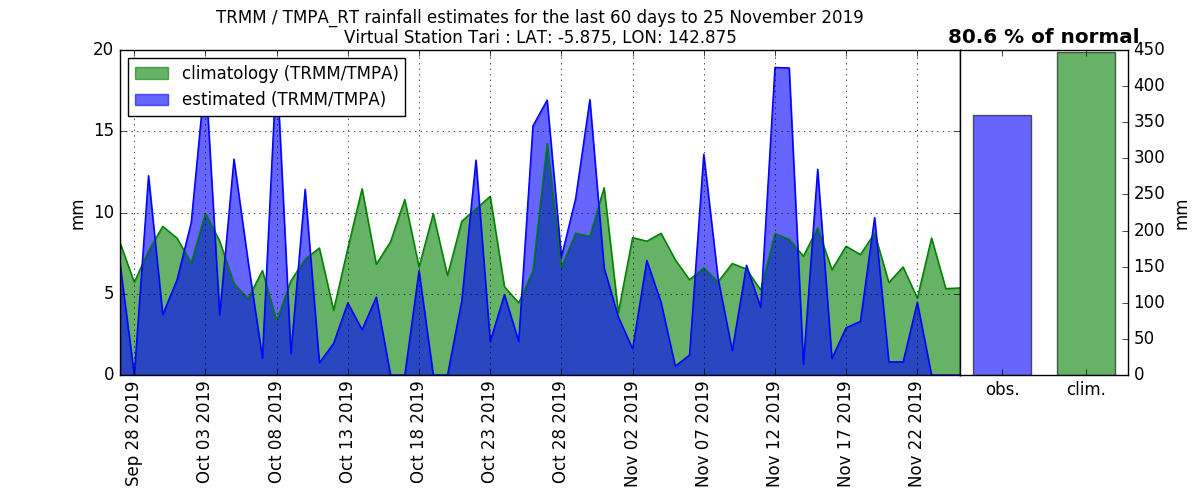 TRMM / TMPA_RT rainfall estimates for the last 60 days to 25 November 2019
Virtual Station Tari : LAT: -5.875, LON: 142.875
80.6 % of normal
climatology (TRMM/TMPA)
estimated (TRMM/TMPA)
mm
20
15
10
5
0
Sep 28 2019
Oct 03 2019
Oct 08 2019
Oct 13 2019
Oct 18 2019
Oct 23 2019
Oct 28 2019
Nov 02 2019
Nov 07 2019
Nov 12 2019
Nov 17 2019
Nov 22 2019
obs.
clim.
450
400
350
300
250
200
150
100
50
0
mm